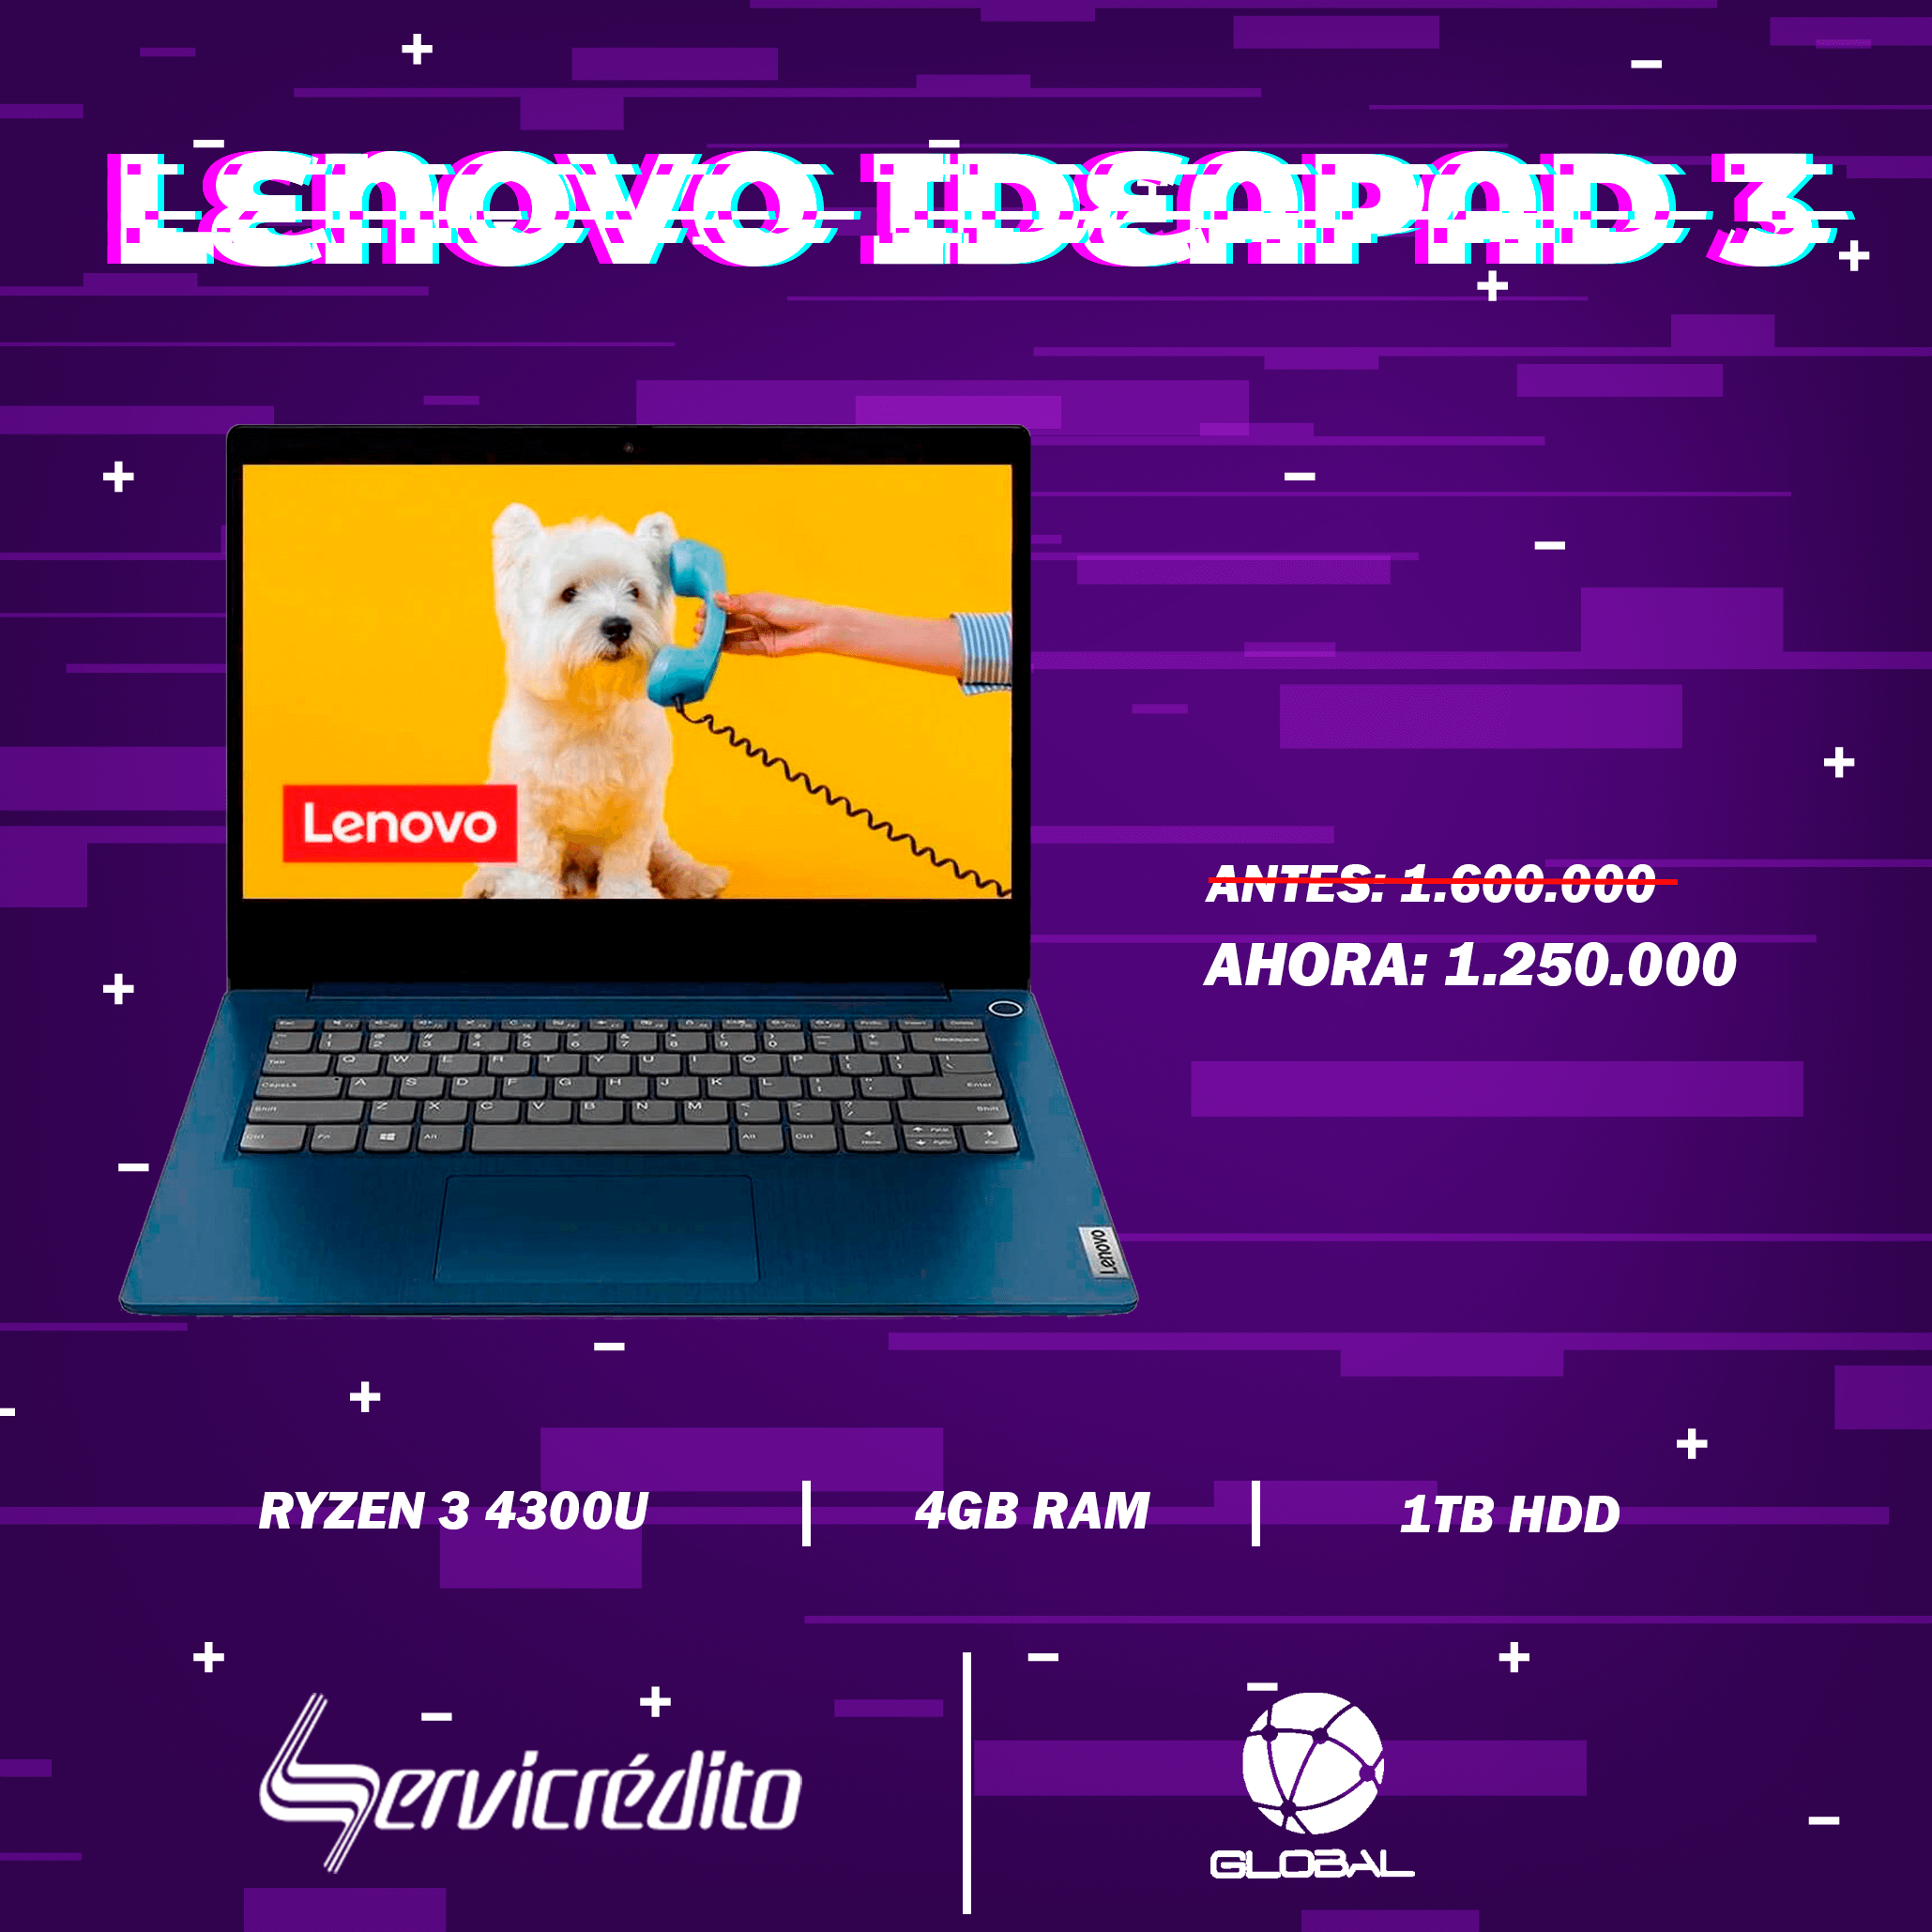 LENOVO IDEAPAD 3
Lenovo
ANTES: 1.600.000
AHORA: 1.250.000
Lenovo
RYZEN 3 4300U | 4GB RAM | 1TB HDD
Servicrédito
GLOBAL